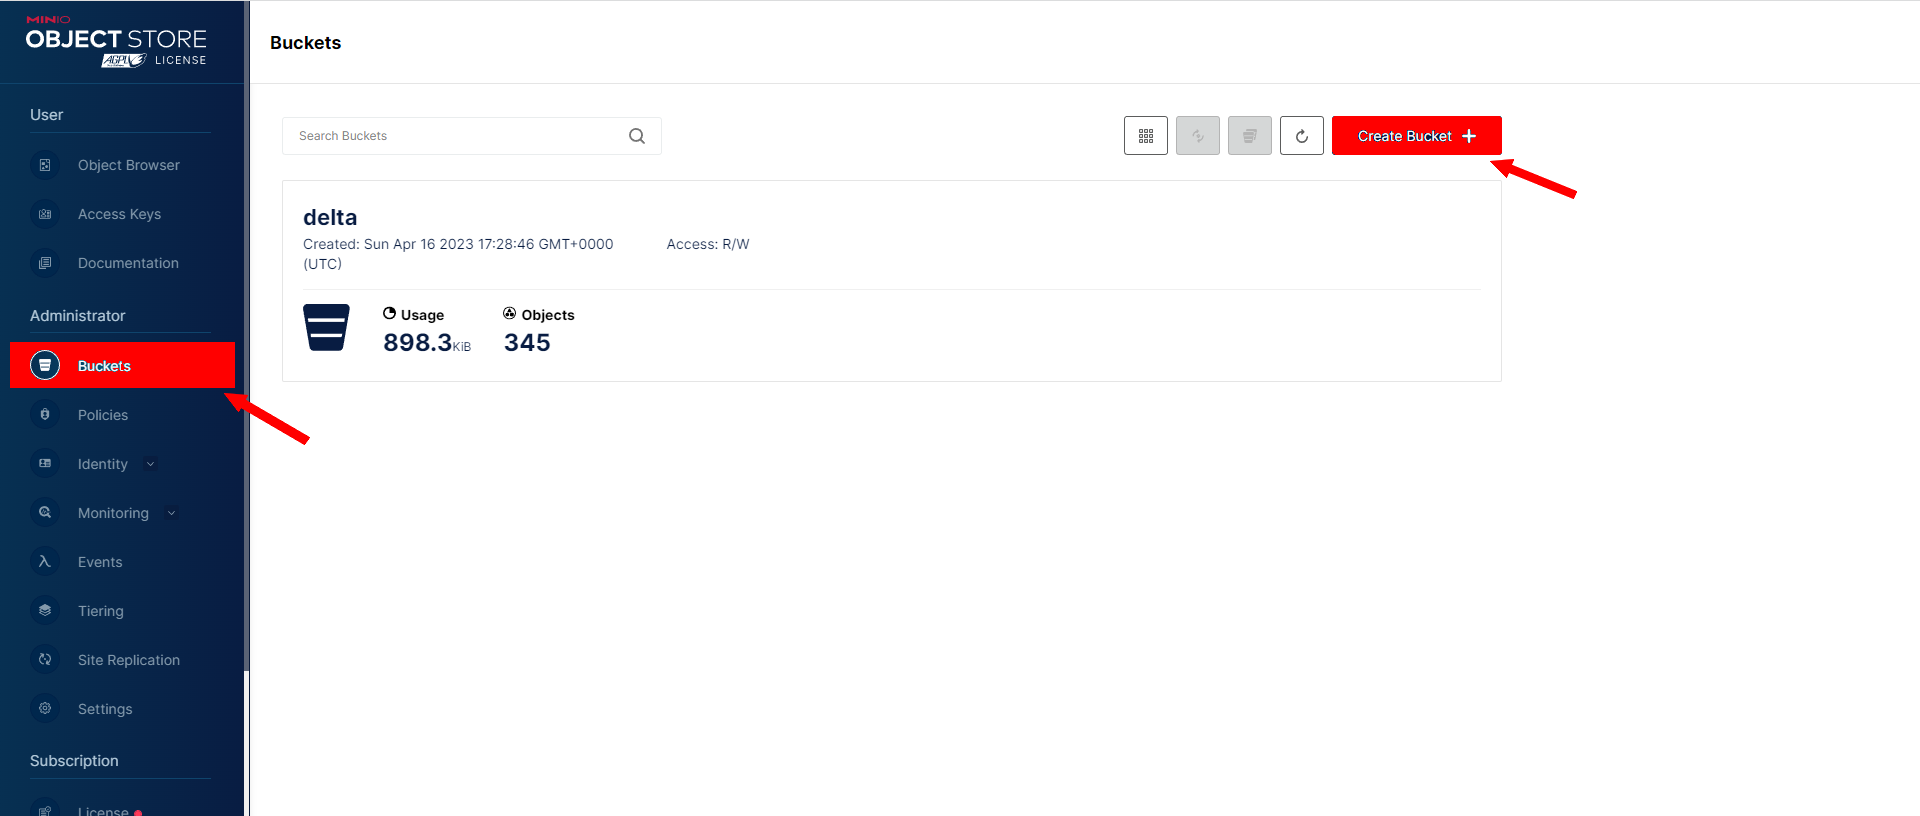 MINIO
OBJECT STORE
AGPL LICENSE
Buckets
User
Object Browser
Access Keys
Documentation
Administrator
Buckets
Policies
Identity
Monitoring
Events
Tiering
Site Replication
Settings
Subscription
License
Search Buckets
Create Bucket
delta
Created: Sun Apr 16 2023 17:28:46 GMT+0000
(UTC)
Access: R/W
Usage
898.3KiB
Objects
345